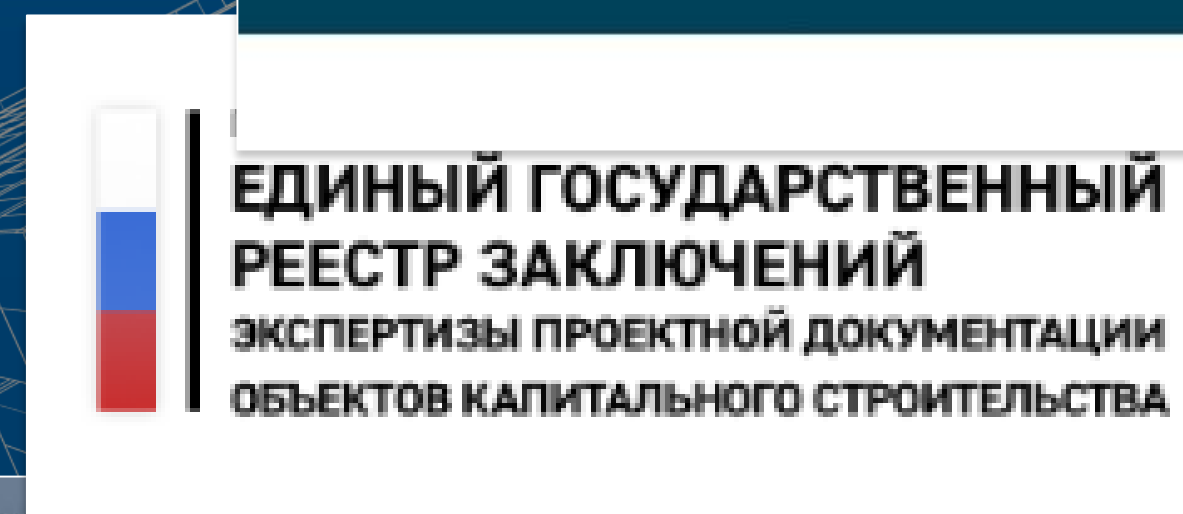 ЕДИНЫЙ ГОСУДАРСТВЕННЫЙ
РЕЕСТР ЗАКЛЮЧЕНИЙ
ЭКСПЕРТИЗЫ ПРОЕКТНОЙ ДОКУМЕНТАЦИИ
ОБЪЕКТОВ КАПИТАЛЬНОГО СТРОИТЕЛЬСТВА